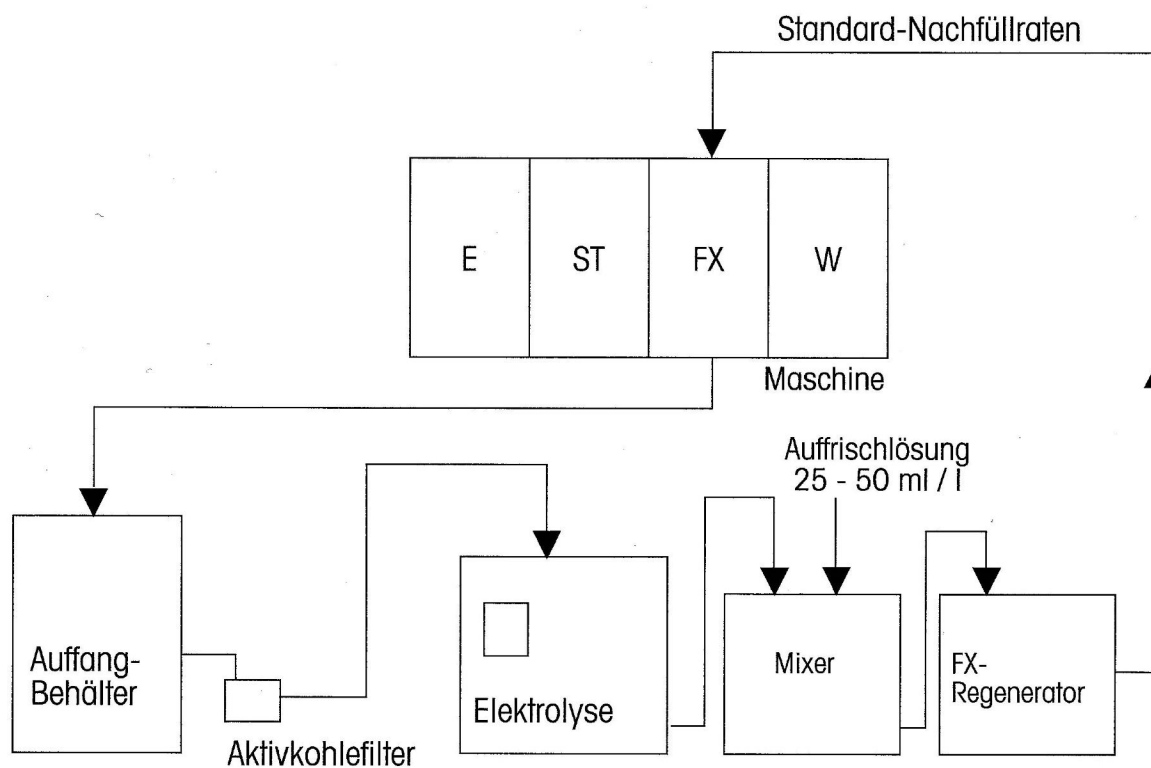 Standard-Nachfüllraten
E
ST
FX
W
Maschine
Auffrischlösung
25 - 50 ml / l
Auffang-
Behälter
Aktivkohlefilter
Elektrolyse
Mixer
FX-
Regenerator